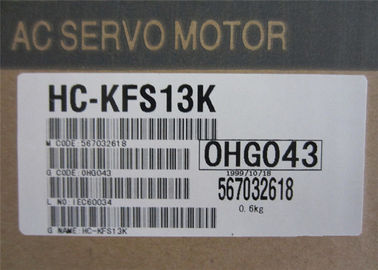 AC SERVO MOTOR
HC-KFS13K
M CODE:567032618
G CODE:0HG043
L NO IEC60034
G NAME:HC-KFS13K
0HG043
1999/10/18
567032618
0.6kg